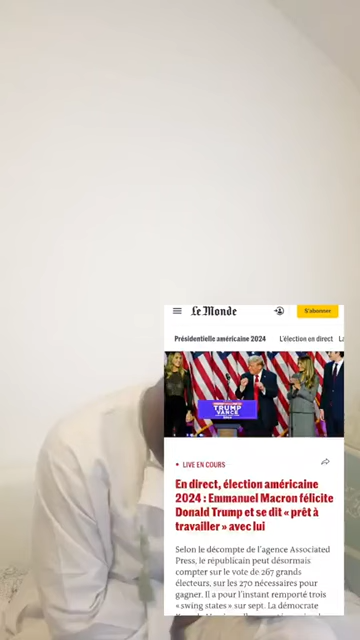 Le Monde
S'abonner
Présidentielle américaine 2024 L'élection en direct
TRUMP
VANCE
LIVE EN COURS
En direct, élection américaine
2024 : Emmanuel Macron félicite
Donald Trump et se dit « prêt à
travailler » avec lui
Selon le décompte de l'agence Associated
Press, le républicain peut désormais
compter sur le vote de 267 grands
électeurs, sur les 270 nécessaires pour
gagner. Il a pour l'instant remporté trois
« swing states » sur sept. La démocrate